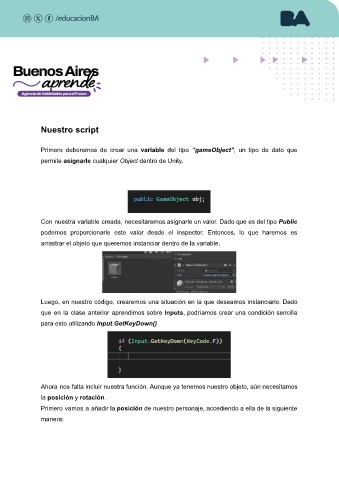 /educacionBA
BA
Buenos Aires
aprende
Agencia de Habilidades para el Futuro
Nuestro script
Primero deberemos de crear una variable del tipo "gameObject", un tipo de dato que
permite asignarle cualquier Object dentro de Unity.
public GameObject obj;
Con nuestra variable creada, necesitaremos asignarle un valor. Dado que es del tipo Public
podemos proporcionarle este valor desde el inspector. Entonces, lo que haremos es
arrastrar el objeto que queremos instanciar dentro de la variable.
Luego, en nuestro código, crearemos una situación en la que deseamos instanciarlo. Dado
que en la clase anterior aprendimos sobre Inputs, podríamos crear una condición sencilla
para esto utilizando Input.GetKeyDown()
if (Input.GetKeyDown(KeyCode.F))
{
}
Ahora nos falta incluir nuestra función. Aunque ya tenemos nuestro objeto, aún necesitamos
la posición y rotación.
Primero vamos a añadir la posición de nuestro personaje, accediendo a ella de la siguiente
manera: